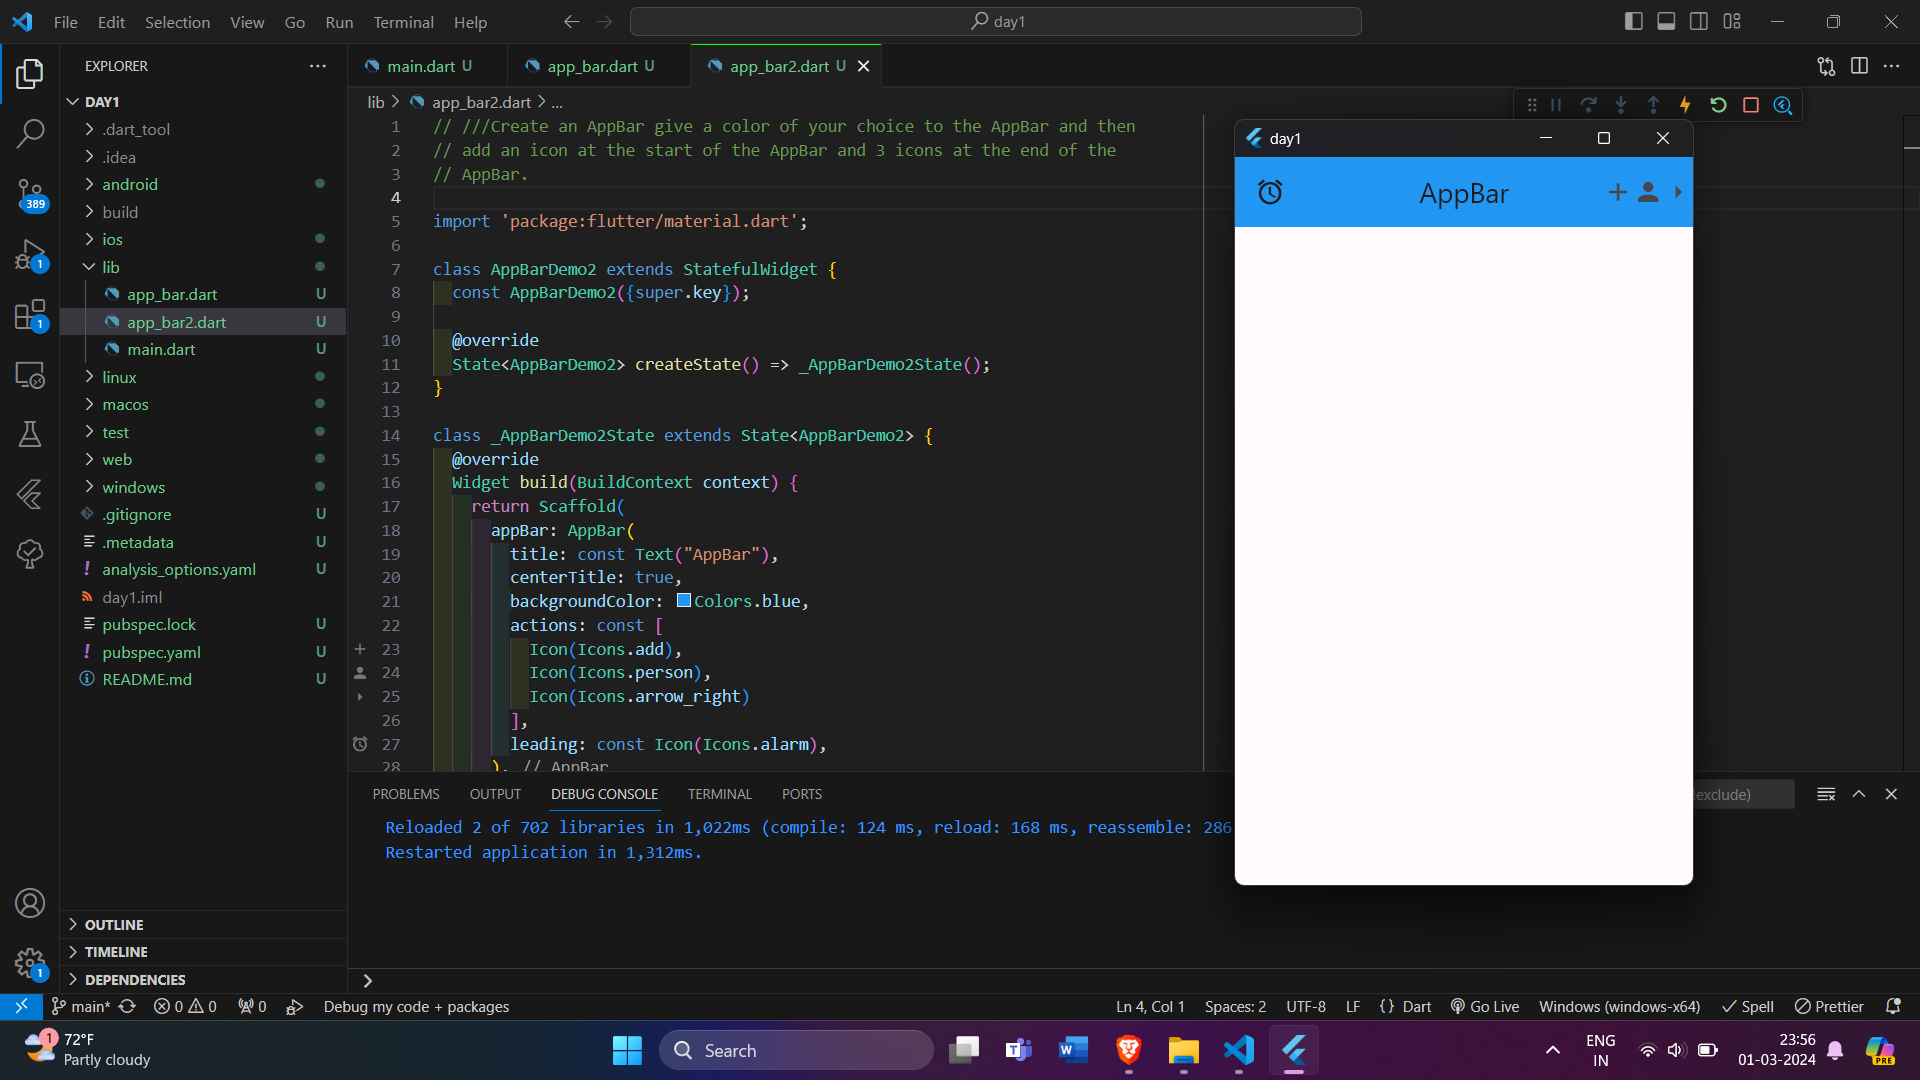 File Edit Selection View Go Run Terminal Help
day1
EXPLORER
DAY1
.dart_tool
.idea
android
build
ios
lib
app_bar.dart U
app_bar2.dart U
main.dart U
linux
macos
test
web
windows
.gitignore U
.metadata U
analysis_options.yaml U
day1.iml
pubspec.lock U
pubspec.yaml U
README.md U
OUTLINE
TIMELINE
DEPENDENCIES
389
1
1
1
main.dart U app_bar.dart U app_bar2.dart U
lib > app_bar2.dart > ...
1 // ///Create an AppBar give a color of your choice to the AppBar and then
2 // add an icon at the start of the AppBar and 3 icons at the end of the
3 // AppBar.
4
5 import 'package:flutter/material.dart';
6
7 class AppBarDemo2 extends StatefulWidget {
8 const AppBarDemo2({super.key});
9
10 @override
11 State<AppBarDemo2> createState() => _AppBarDemo2State();
12 }
13
14 class _AppBarDemo2State extends State<AppBarDemo2> {
15 @override
16 Widget build(BuildContext context) {
17 return Scaffold(
18 appBar: AppBar(
19 title: const Text("AppBar"),
20 centerTitle: true,
21 backgroundColor: Colors.blue,
22 actions: const [
23 Icon(Icons.add),
24 Icon(Icons.person),
25 Icon(Icons.arrow_right)
26 ],
27 leading: const Icon(Icons.alarm),
28 ), // AppBar
day1
AppBar
PROBLEMS OUTPUT DEBUG CONSOLE TERMINAL PORTS
exclude)
Reloaded 2 of 702 libraries in 1,022ms (compile: 124 ms, reload: 168 ms, reassemble: 286
Restarted application in 1,312ms.
main* 0 0 0 Debug my code + packages Ln 4, Col 1 Spaces: 2 UTF-8 LF {} Dart Go Live Windows (windows-x64) Spell Prettier
1
72°F
Partly cloudy
Search
ENG
IN
23:56
01-03-2024
PRE